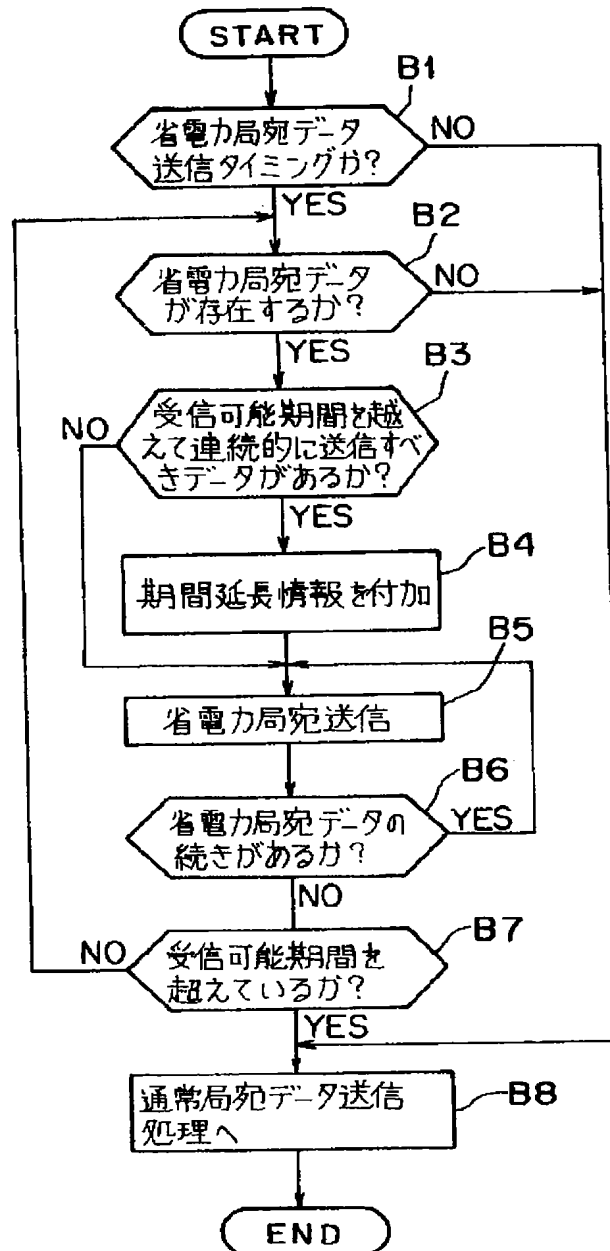 START
B1
省電力局宛データ
送信タイミングか?
NO
YES
B2
省電力局宛データ
が存在するか?
NO
YES
B3
受信可能期間を越
えて連続的に送信すべ
きデータがあるか?
NO
YES
B4
期間延長情報を付加
B5
省電力局宛送信
B6
省電力局宛データの
続きがあるか?
YES
NO
B7
受信可能期間を
超えているか?
NO
YES
B8
通常局宛データ送信
処理へ
END